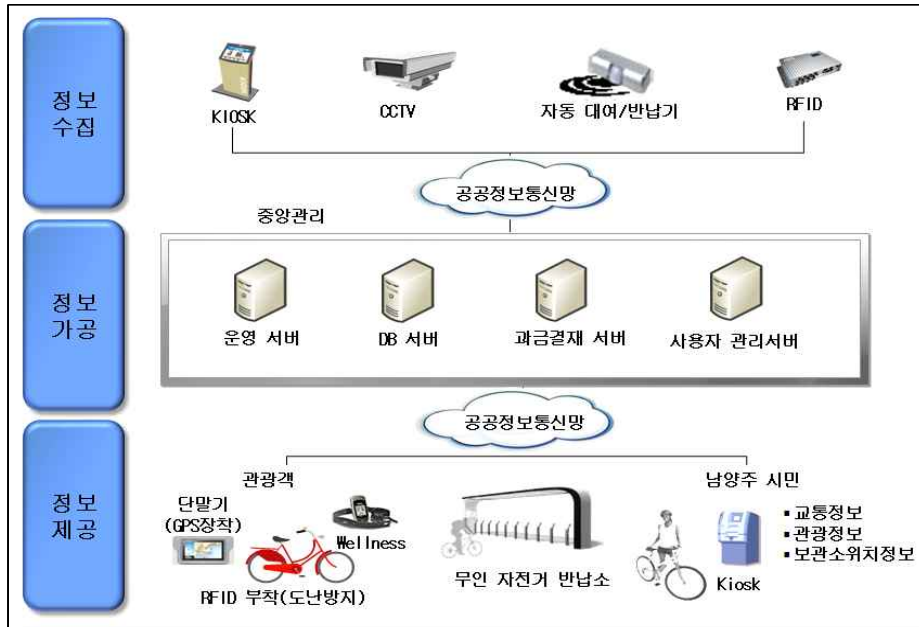 정보
수집
KIOSK
CCTV
자동 대여/반납기
RFID
공공정보통신망
중앙관리
정보
가공
운영 서버
DB 서버
과금결재 서버
사용자 관리서버
공공정보통신망
정보
제공
관광객
남양주 시민
단말기
(GPS장착)
Wellness
RFID 부착(도난방지)
무인 자전거 반납소
Kiosk
▪교통정보
▪관광정보
▪보관소위치정보